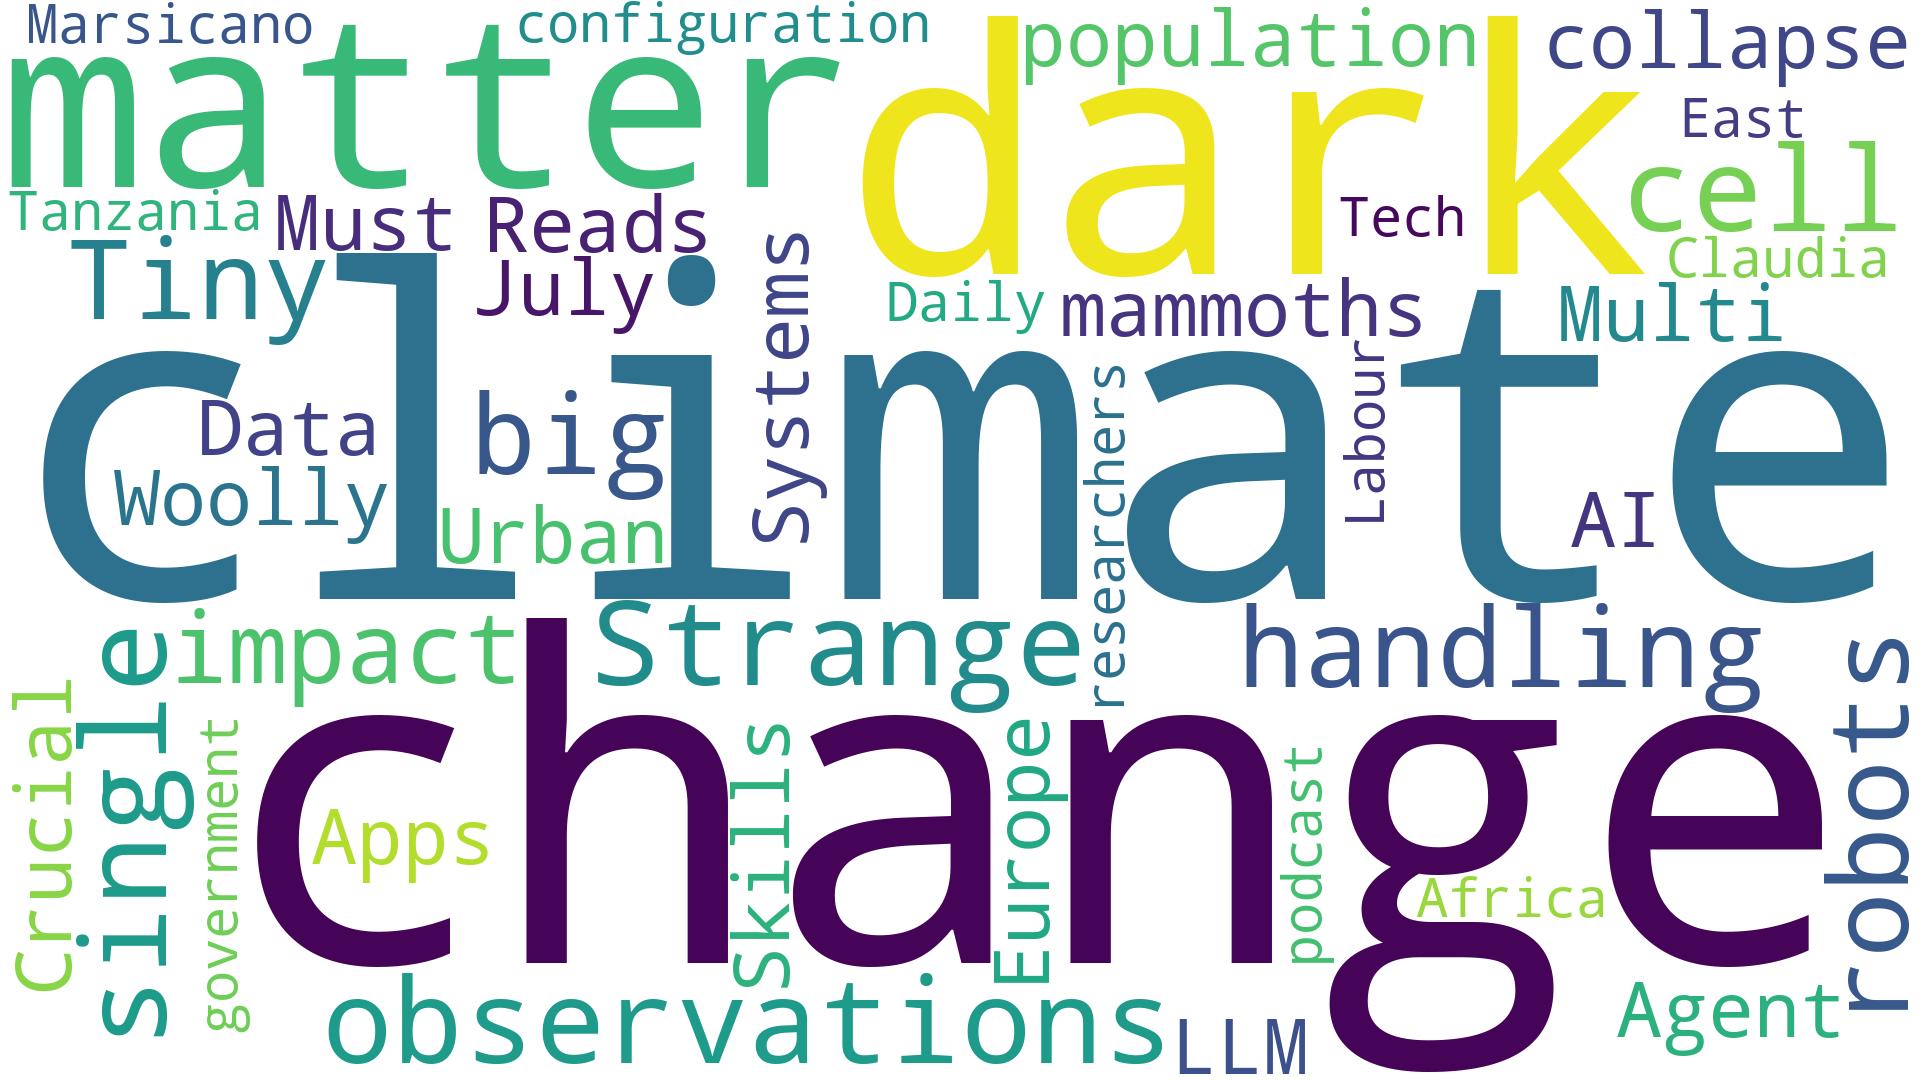 Marsicano
configuration
population
collapse
matter
dark
East
cell
Tanzania
Must
Reads
Tech
Claudia
Tiny
July
Systems
Daily
mammoths
Multi
climate
Data
big
researchers
Labour
Woolly
Urban
AI
impact
Strange
handling
single
Crucial
government
change
Apps
Skills
Europe
podcast
Africa
robots
observations
LLM
Agent